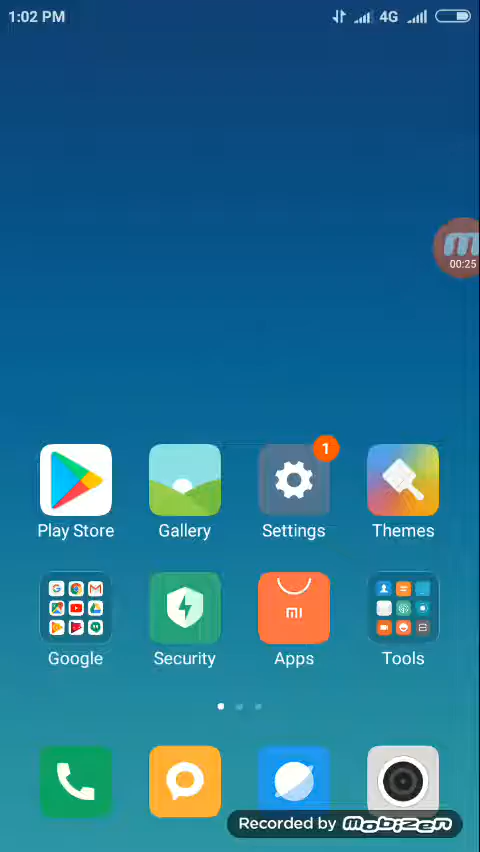 1:02 PM 4G
00:25
1
Play Store Gallery Settings Themes
mi
Google Security Apps Tools
Recorded by mobizen